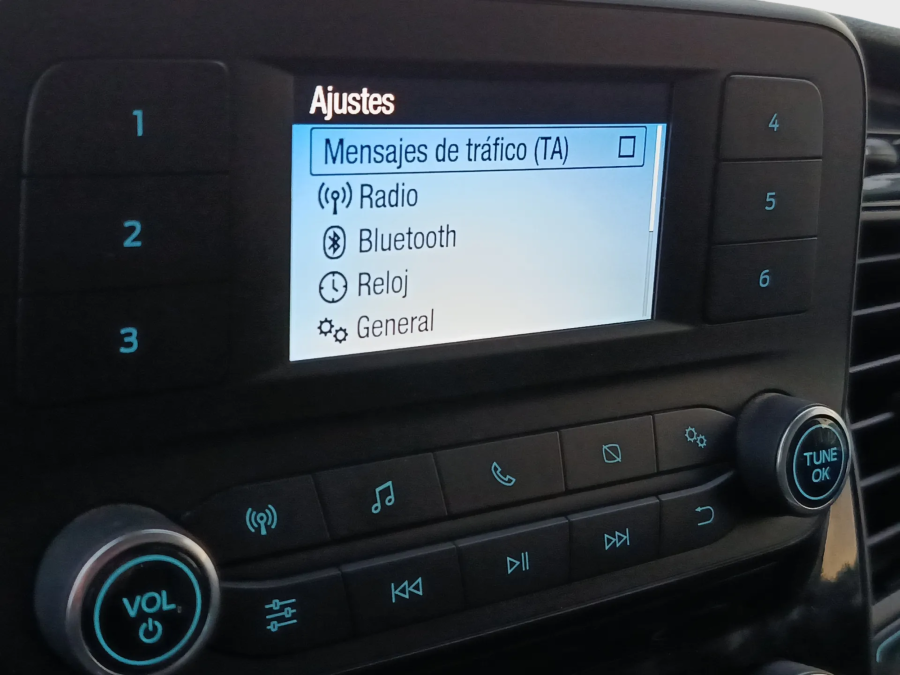 Ajustes
Mensajes de tráfico (TA)
Radio
Bluetooth
Reloj
General
1
2
3
4
5
6
VOL
TUNE
OK